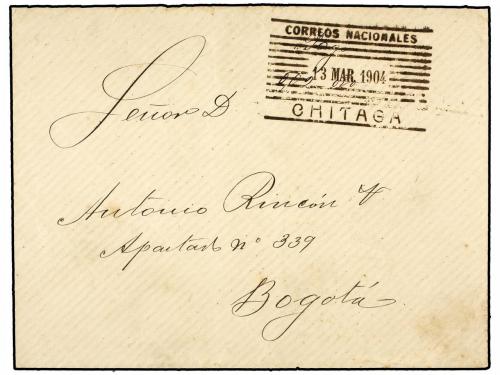 CORREOS NACIONALES
13 MAR. 1904
CHITAGA
Señor D
Antonio Rincón V
Apartado nº 339
Bogotá